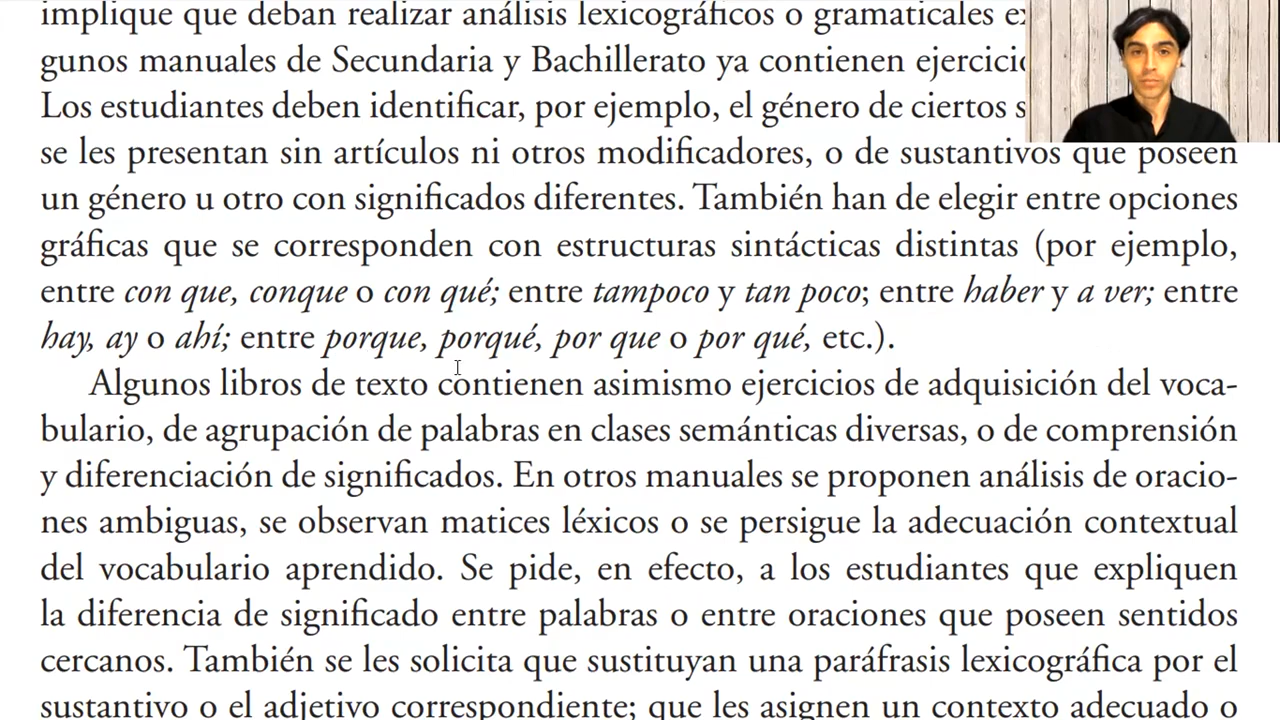 implique que deban realizar análisis lexicográficos o gramaticales
gunos manuales de Secundaria y Bachillerato ya contienen
Los estudiantes deben identificar, por ejemplo, el género de ciertos
se les presentan sin artículos ni otros modificadores, o de sustantivos que poseen
un género u otro con significados diferentes. También han de elegir entre opciones
gráficas que se corresponden con estructuras sintácticas distintas (por ejemplo,
entre con que, conque o con qué; entre tampoco y tan poco; entre haber y a ver; entre
hay, ay o ahí; entre porque, porqué, por que o por qué, etc.).
Algunos libros de texto contienen asimismo ejercicios de adquisición del voca-
bulario, de agrupación de palabras en clases semánticas diversas, o de comprensión
y diferenciación de significados. En otros manuales se proponen análisis de oracio-
nes ambiguas, se observan matices léxicos o se persigue la adecuación contextual
del vocabulario aprendido. Se pide, en efecto, a los estudiantes que expliquen
la diferencia de significado entre palabras o entre oraciones que poseen sentidos
cercanos. También se les solicita que sustituyan una paráfrasis lexicográfica por el
sustantivo o el adjetivo correspondiente; que les asignen un contexto adecuado o